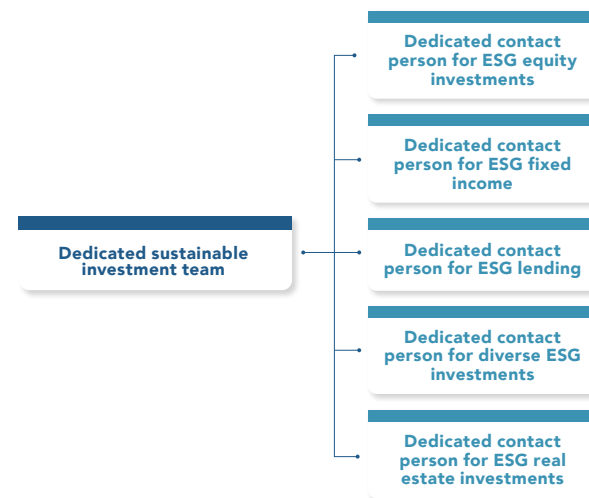 Dedicated contact
person for ESG equity
investments
Dedicated contact
person for ESG fixed
income
Dedicated sustainable
investment team
Dedicated contact
person for ESG lending
Dedicated contact
person for diverse ESG
investments
Dedicated contact
person for ESG real
estate investments